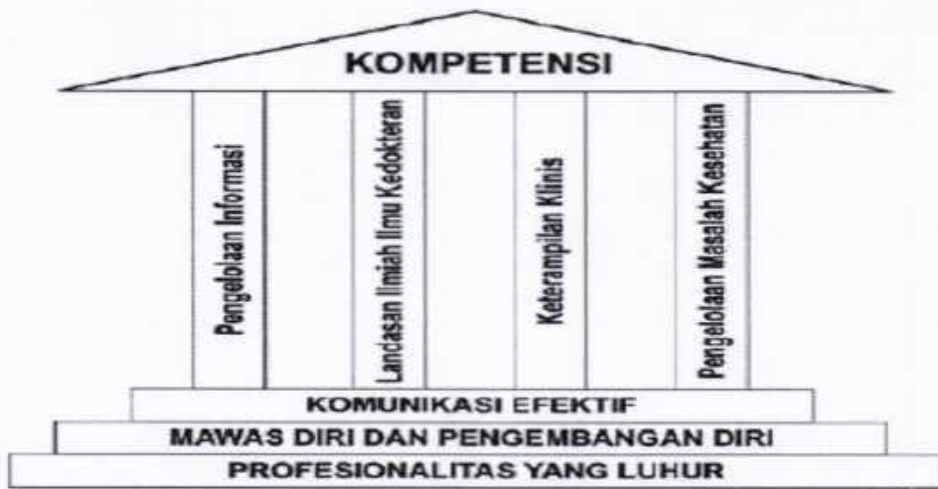 KOMPETENSI
Pengelolaan Informasi
Landasan Ilmiah Ilmu Kedokteran
Keterampilan Klinis
Pengelolaan Masalah Kesehatan
KOMUNIKASI EFEKTIF
MAWAS DIRI DAN PENGEMBANGAN DIRI
PROFESIONALITAS YANG LUHUR